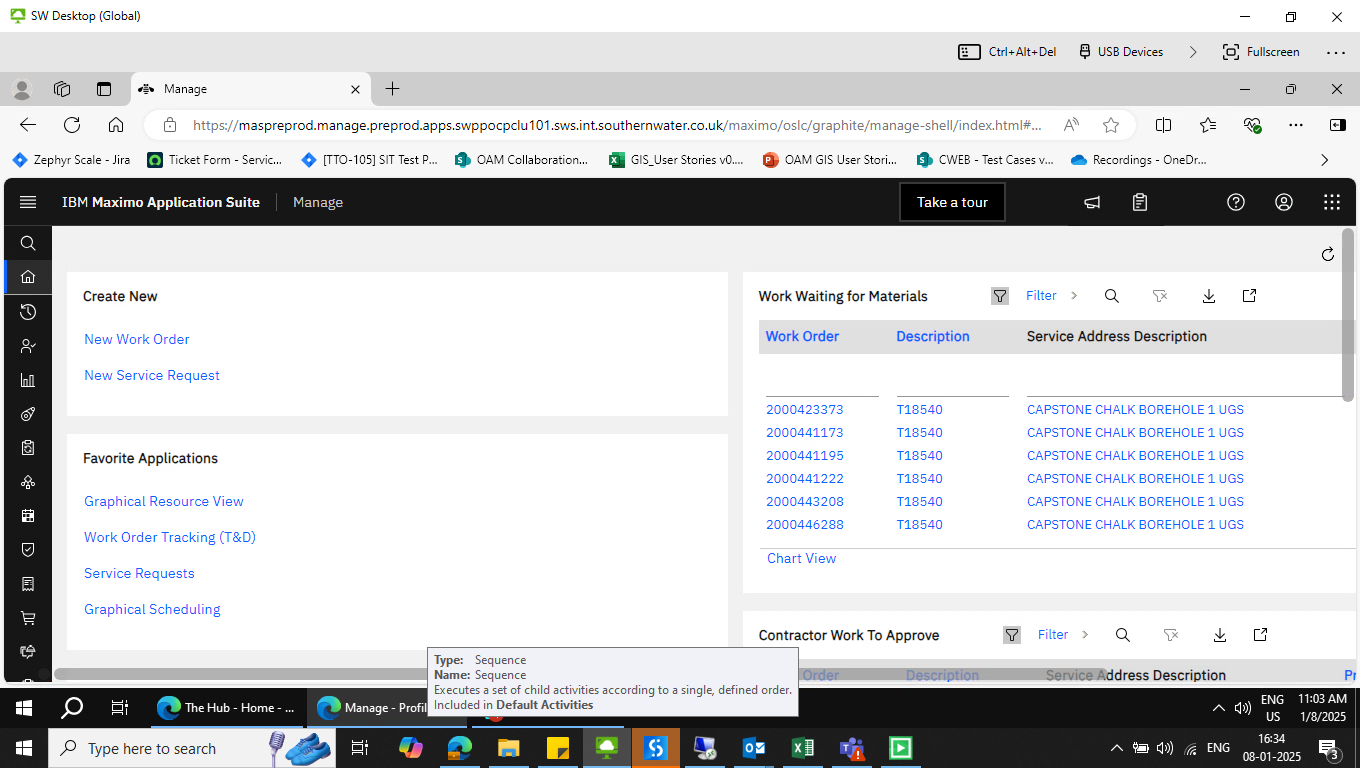 SW Desktop (Global)
Ctrl+Alt+Del
USB Devices
Fullscreen
Manage
https://maspreprod.manage.preprod.apps.swppocpclu101.sws.int.southernwater.co.uk/maximo/oslc/graphite/manage-shell/index.html#...
Zephyr Scale - Jira
Ticket Form - Servic...
[TTO-105] SIT Test P...
OAM Collaboration...
GIS_User Stories v0....
OAM GIS User Stori...
CWEB - Test Cases v...
Recordings - OneDr...
IBM Maximo Application Suite
Manage
Take a tour
Create New
New Work Order
New Service Request
Favorite Applications
Graphical Resource View
Work Order Tracking (T&D)
Service Requests
Graphical Scheduling
Work Waiting for Materials
Filter
Work Order Description Service Address Description
2000423373 T18540 CAPSTONE CHALK BOREHOLE 1 UGS
2000441173 T18540 CAPSTONE CHALK BOREHOLE 1 UGS
2000441195 T18540 CAPSTONE CHALK BOREHOLE 1 UGS
2000441222 T18540 CAPSTONE CHALK BOREHOLE 1 UGS
2000443208 T18540 CAPSTONE CHALK BOREHOLE 1 UGS
2000446288 T18540 CAPSTONE CHALK BOREHOLE 1 UGS
Chart View
Contractor Work To Approve
Filter
Order Description Service Address Description Pr
Type: Sequence
Name: Sequence
Executes a set of child activities according to a single, defined order.
Included in Default Activities
The Hub - Home - ...
Manage - Profil
ENG
US
11:03 AM
1/8/2025
Type here to search
ENG
16:34
08-01-2025
3